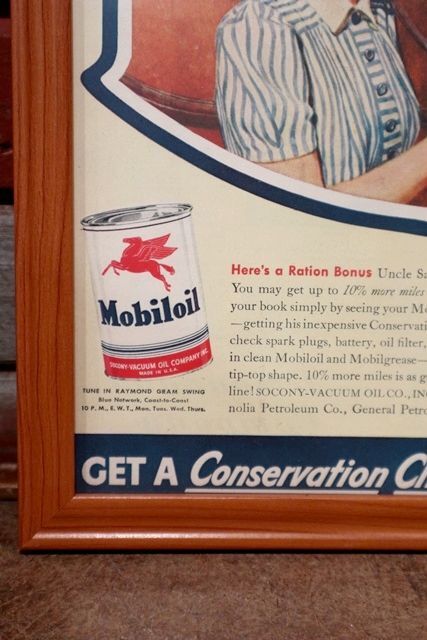 Mobiloil
SOCONY-VACUUM OIL COMPANY INC.
MADE IN U.S.A.
TUNE IN RAYMOND GRAM SWING
Blue Network, Coast-to-Coast
10 P. M., E. W. T., Mon. Tues. Wed. Thurs.
Here's a Ration Bonus Uncle
You may get up to 10% more miles
your book simply by seeing your
—getting his inexpensive
check spark plugs, battery, oil filter,
in clean Mobiloil and Mobilgrease—
tip-top shape. 10% more miles is as
line! SOCONY-VACUUM OIL CO.,
nolia Petroleum Co., General
GET A Conservation